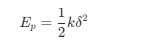 $E_p = \frac{1}{2} k\delta^2$